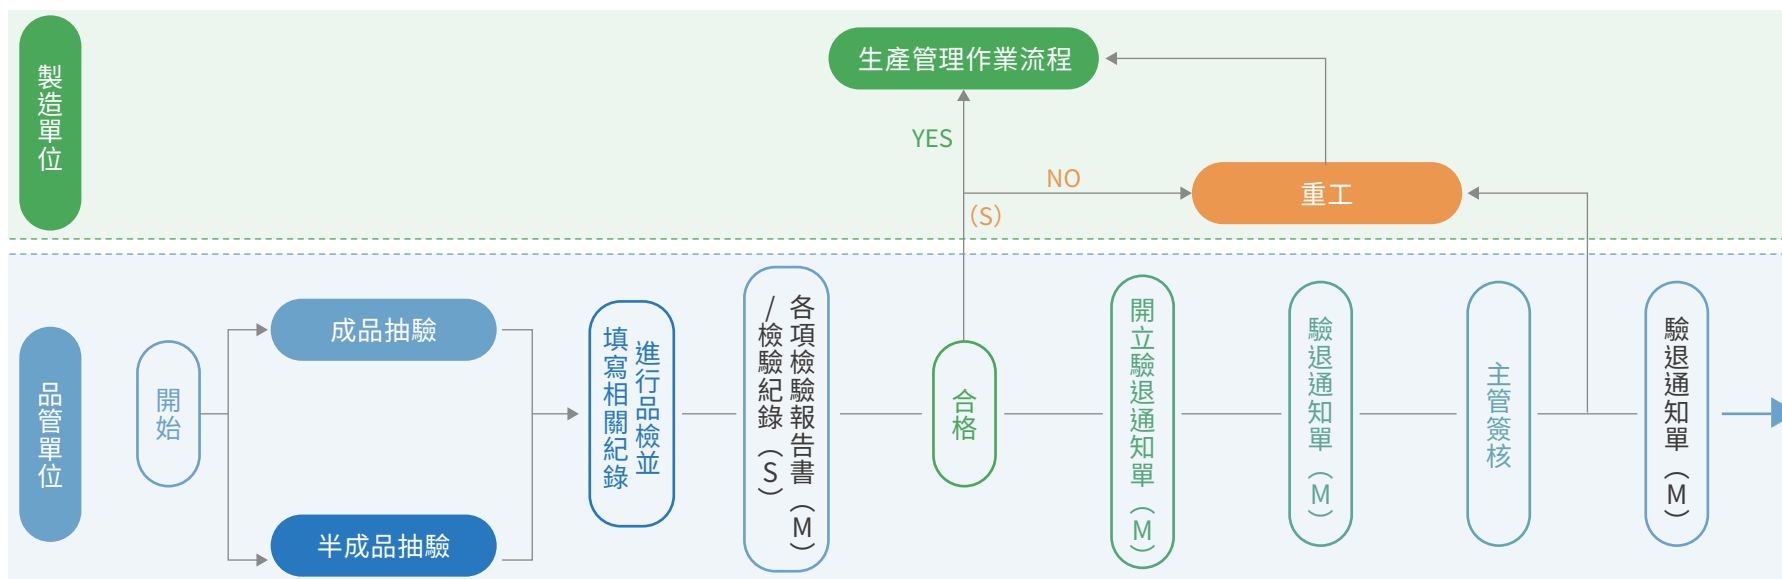 製造單位
生產管理作業流程
YES
NO
（S）
重工
品管單位
開始
成品抽驗
半成品抽驗
進行品檢並
填寫相關紀錄
各項檢驗報告書（M）
/檢驗紀錄（S）
合格
開立驗退通知單（M）
驗退通知單（M）
主管簽核
驗退通知單（M）